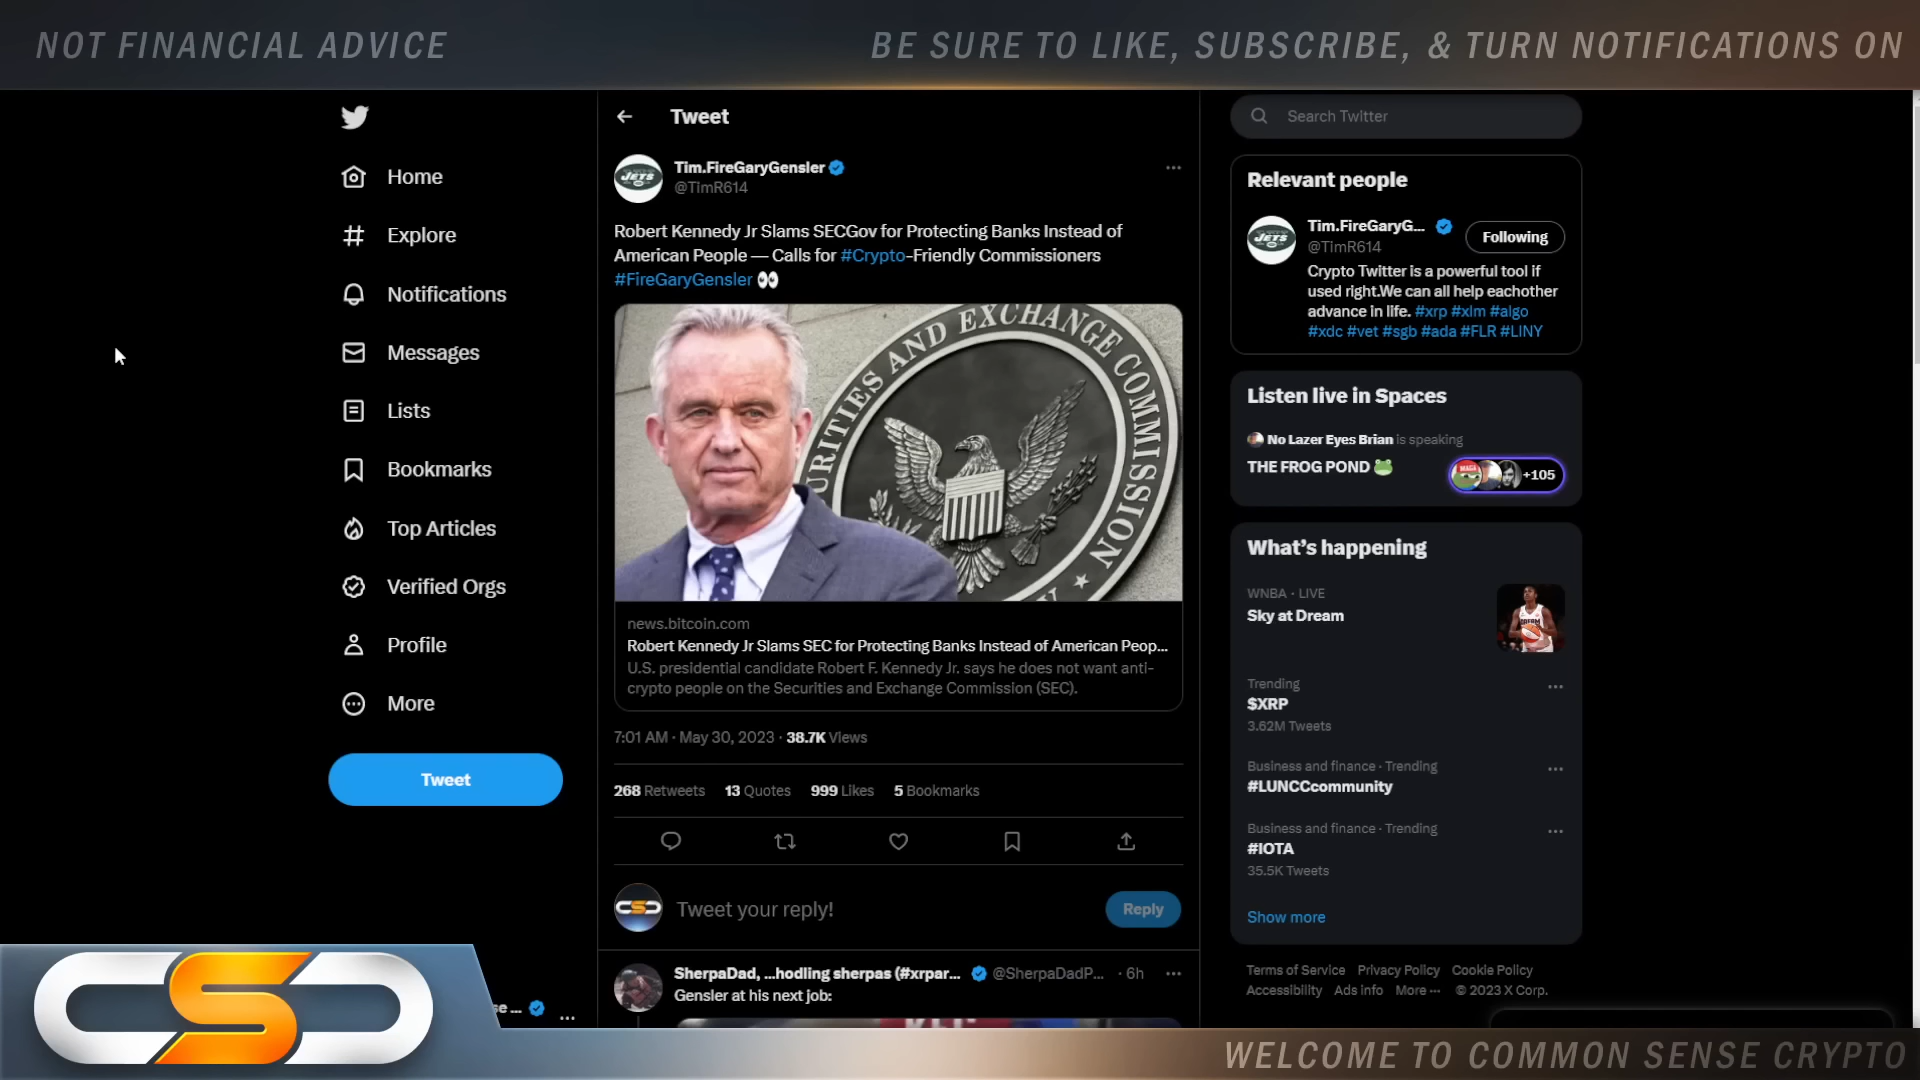 NOT FINANCIAL ADVICE
BE SURE TO LIKE, SUBSCRIBE, & TURN NOTIFICATIONS ON
Home
Explore
Notifications
Messages
Lists
Bookmarks
Top Articles
Verified Orgs
Profile
More
Tweet
Tweet
Tim.FireGaryGensler
@TimR614
Robert Kennedy Jr Slams SECGov for Protecting Banks Instead of
American People — Calls for #Crypto-Friendly Commissioners
#FireGaryGensler 👀
JETS
URITIES AND EXCHANGE COMMISSION
news.bitcoin.com
Robert Kennedy Jr Slams SEC for Protecting Banks Instead of American Peop...
U.S. presidential candidate Robert F. Kennedy Jr. says he does not want anti-
crypto people on the Securities and Exchange Commission (SEC).
7:01 AM · May 30, 2023 · 38.7K Views
268 Retweets 13 Quotes 999 Likes 5 Bookmarks
Tweet your reply!
Reply
SherpaDad, ...hodling sherpas (#xrpar... @SherpaDadP... · 6h
Gensler at his next job:
Search Twitter
Relevant people
Tim.FireGaryG...
@TimR614
Following
JETS
Crypto Twitter is a powerful tool if
used right.We can all help eachother
advance in life. #xrp #xlm #algo
#xdc #vet #sgb #ada #FLR #LINY
Listen live in Spaces
No Lazer Eyes Brian is speaking
THE FROG POND 🐸
+105
What's happening
WNBA · LIVE
Sky at Dream
Trending
$XRP
3.62M Tweets
Business and finance · Trending
#LUNCCcommunity
Business and finance · Trending
#IOTA
35.5K Tweets
Show more
Terms of Service Privacy Policy Cookie Policy
Accessibility Ads info More ··· © 2023 X Corp.
CSC
se ...
WELCOME TO COMMON SENSE CRYPTO